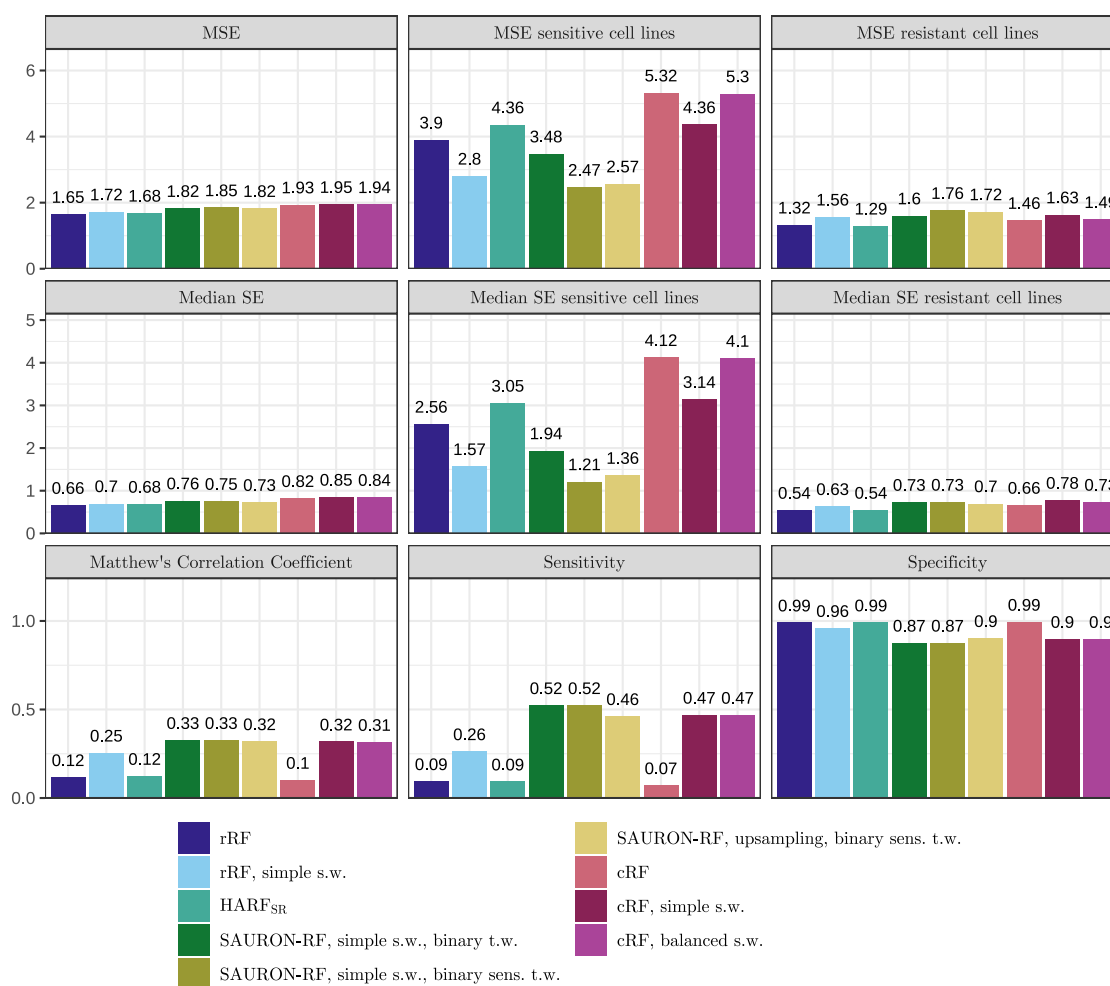 MSE
MSE sensitive cell lines
MSE resistant cell lines
6
4
2
0
1.65 1.72 1.68 1.82 1.85 1.82 1.93 1.95 1.94
3.9 2.8 4.36 3.48 2.47 2.57 5.32 4.36 5.3
1.32 1.56 1.29 1.6 1.76 1.72 1.46 1.63 1.49
Median SE
Median SE sensitive cell lines
Median SE resistant cell lines
5
4
3
2
1
0
0.66 0.7 0.68 0.76 0.75 0.73 0.82 0.85 0.84
2.56 1.57 3.05 1.94 1.21 1.36 4.12 3.14 4.1
0.54 0.63 0.54 0.73 0.73 0.7 0.66 0.78 0.73
Matthew's Correlation Coefficient
Sensitivity
Specificity
1.0
0.5
0.0
0.12 0.25 0.12 0.33 0.33 0.32 0.1 0.32 0.31
0.09 0.26 0.09 0.52 0.52 0.46 0.07 0.47 0.47
0.99 0.96 0.99 0.87 0.87 0.9 0.99 0.9 0.9
rRF
rRF, simple s.w.
HARF_SR
SAURON-RF, simple s.w., binary t.w.
SAURON-RF, simple s.w., binary sens. t.w.
SAURON-RF, upsampling, binary sens. t.w.
cRF
cRF, simple s.w.
cRF, balanced s.w.